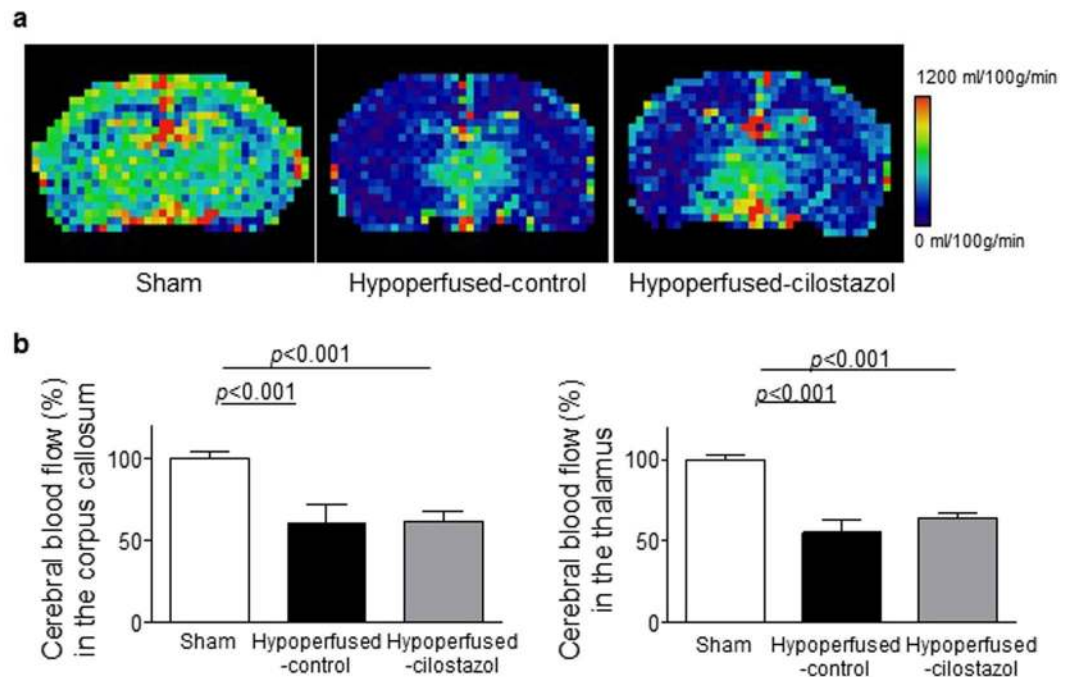 a
1200 ml/100g/min
0 ml/100g/min
Sham
Hypoperfused-control
Hypoperfused-cilostazol
b
Cerebral blood flow (%)
in the corpus callosum
p<0.001
p<0.001
100
50
0
Sham
Hypoperfused
-control
Hypoperfused
-cilostazol
Cerebral blood flow (%)
in the thalamus
p<0.001
p<0.001
100
50
0
Sham
Hypoperfused
-control
Hypoperfused
-cilostazol